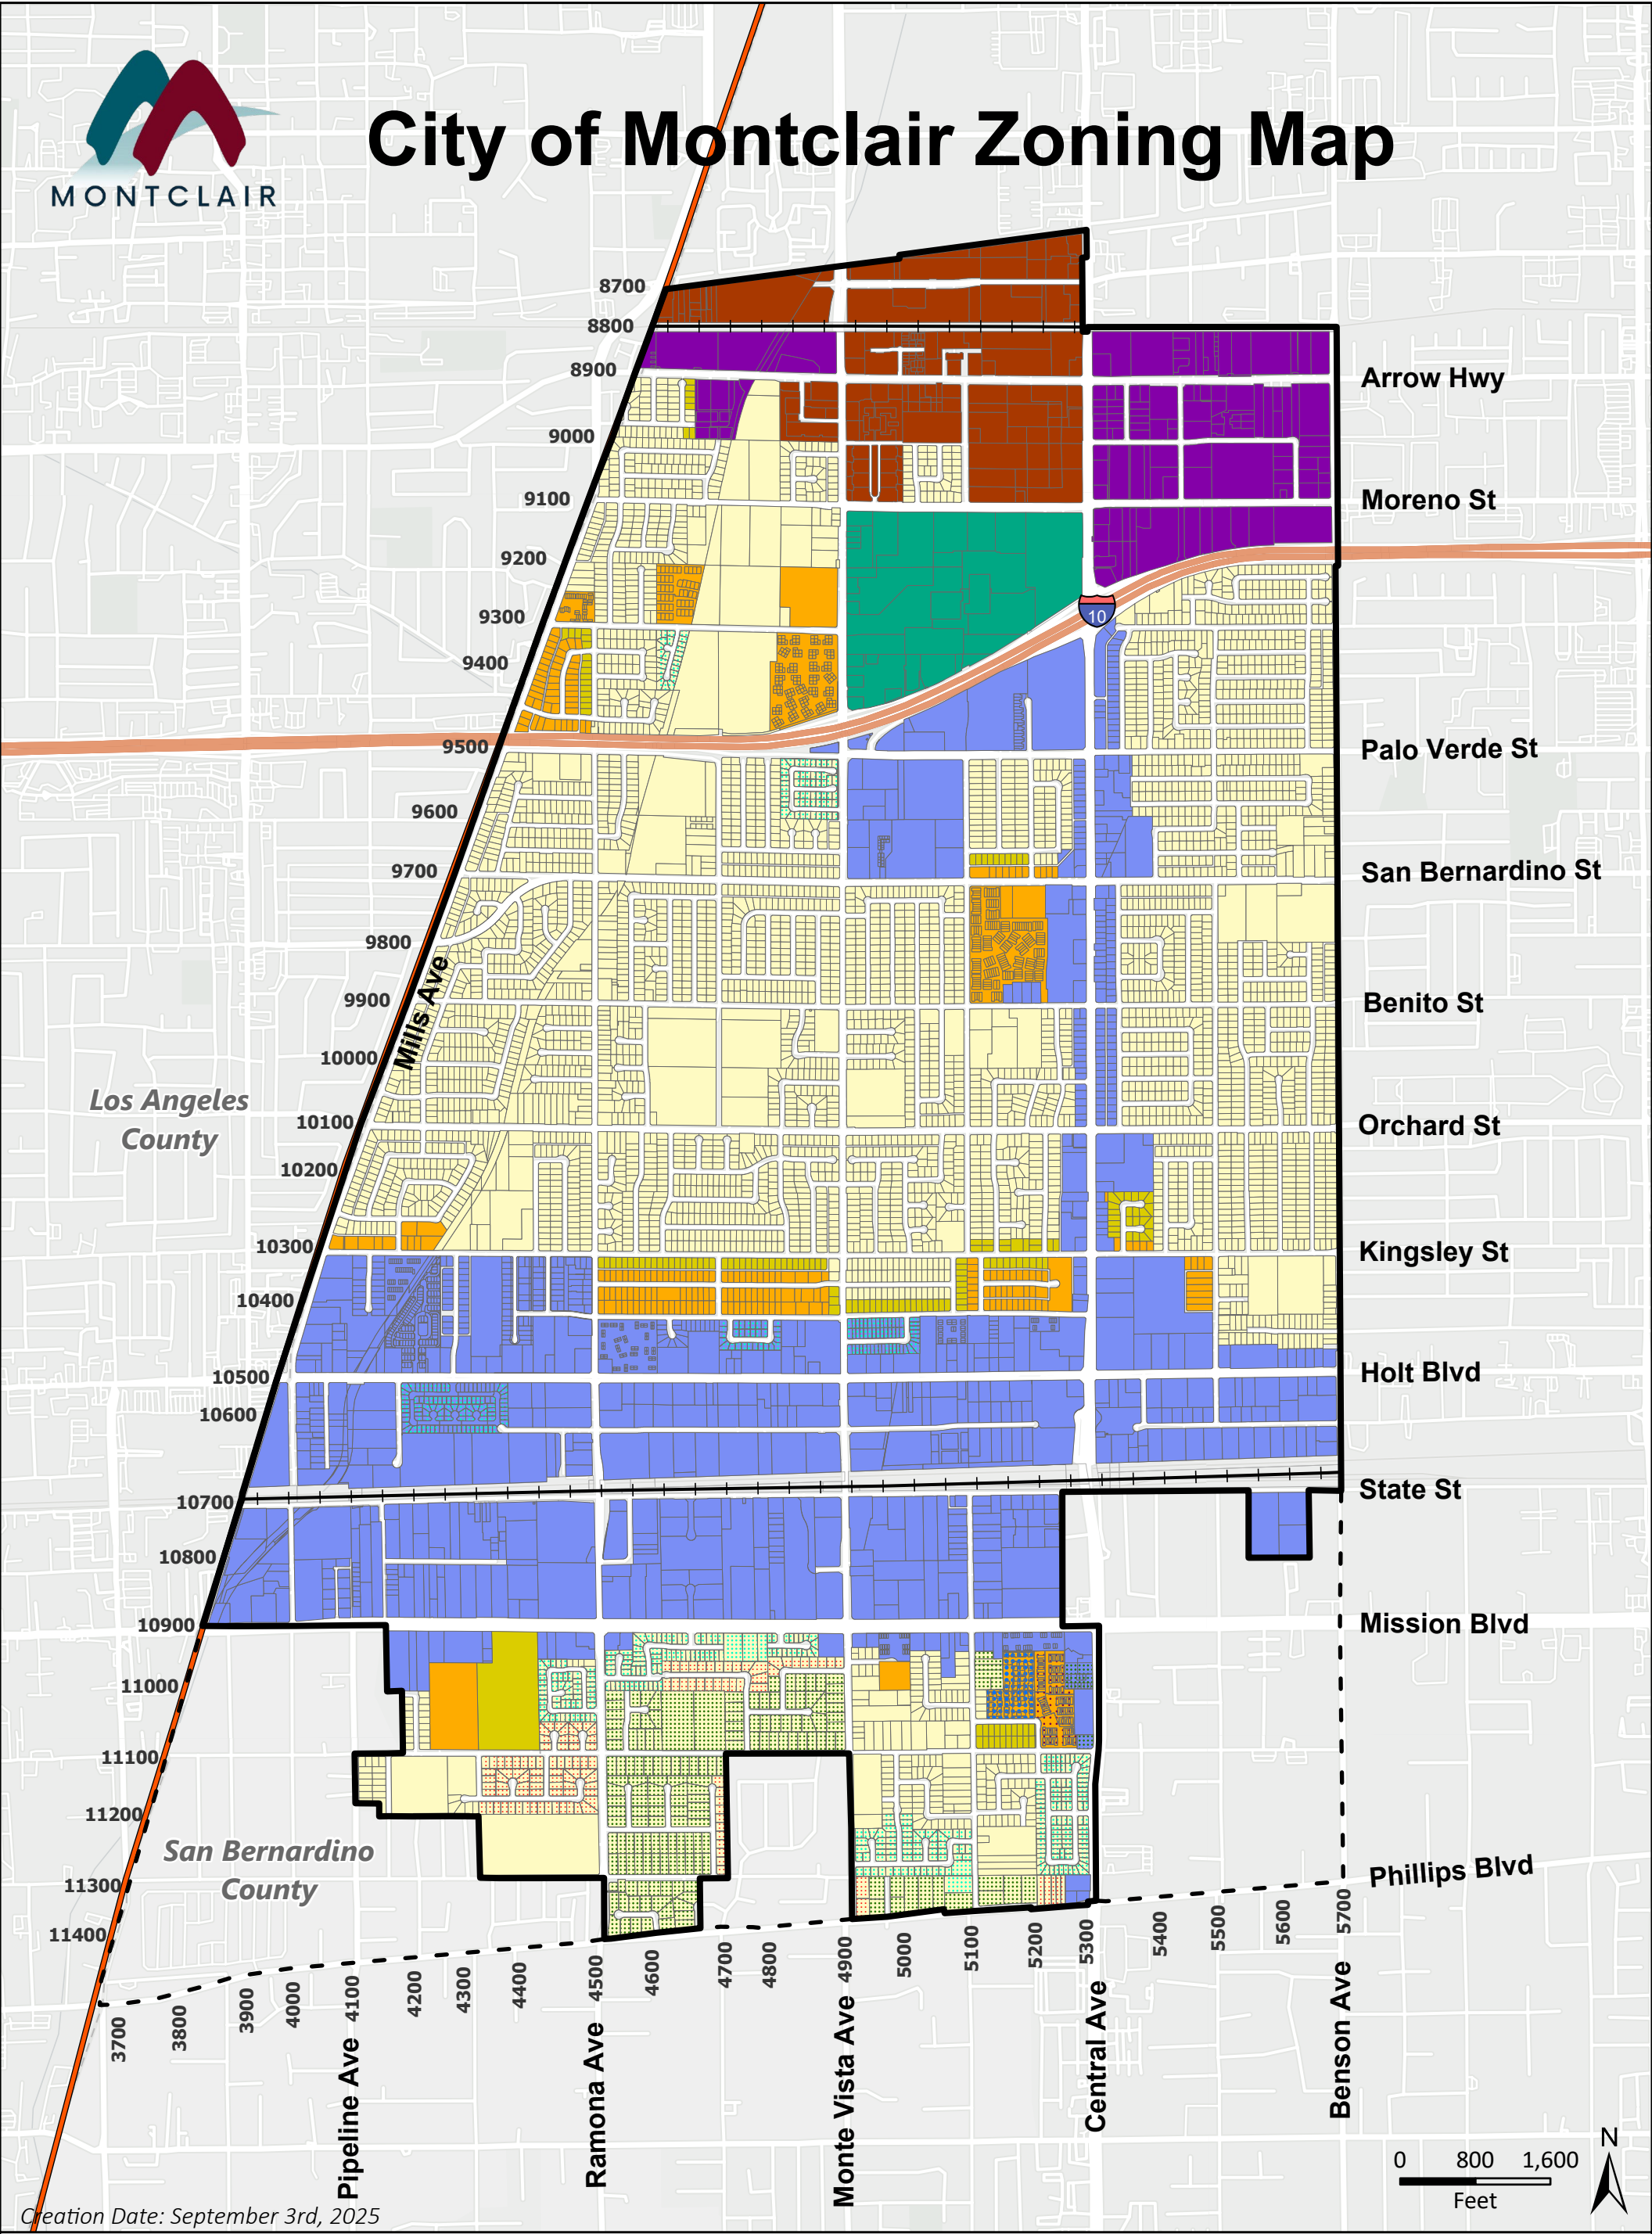 City of Montclair Zoning Map
MONTCLAIR
8700
8800
8900
9000
9100
9200
9300
9400
9500
9600
9700
9800
9900
10000
10100
10200
10300
10400
10500
10600
10700
10800
10900
11000
11100
11200
11300
11400
Arrow Hwy
Moreno St
10
Palo Verde St
San Bernardino St
Benito St
Orchard St
Kingsley St
Holt Blvd
State St
Mission Blvd
Phillips Blvd
Mills Ave
Los Angeles
County
San Bernardino
County
3700
3800
3900
4000
4100
4200
4300
4400
4500
4600
4700
4800
4900
5000
5100
5200
5300
5400
5500
5600
5700
Pipeline Ave
Ramona Ave
Monte Vista Ave
Central Ave
Benson Ave
N
0 800 1,600
Feet
Creation Date: September 3rd, 2025